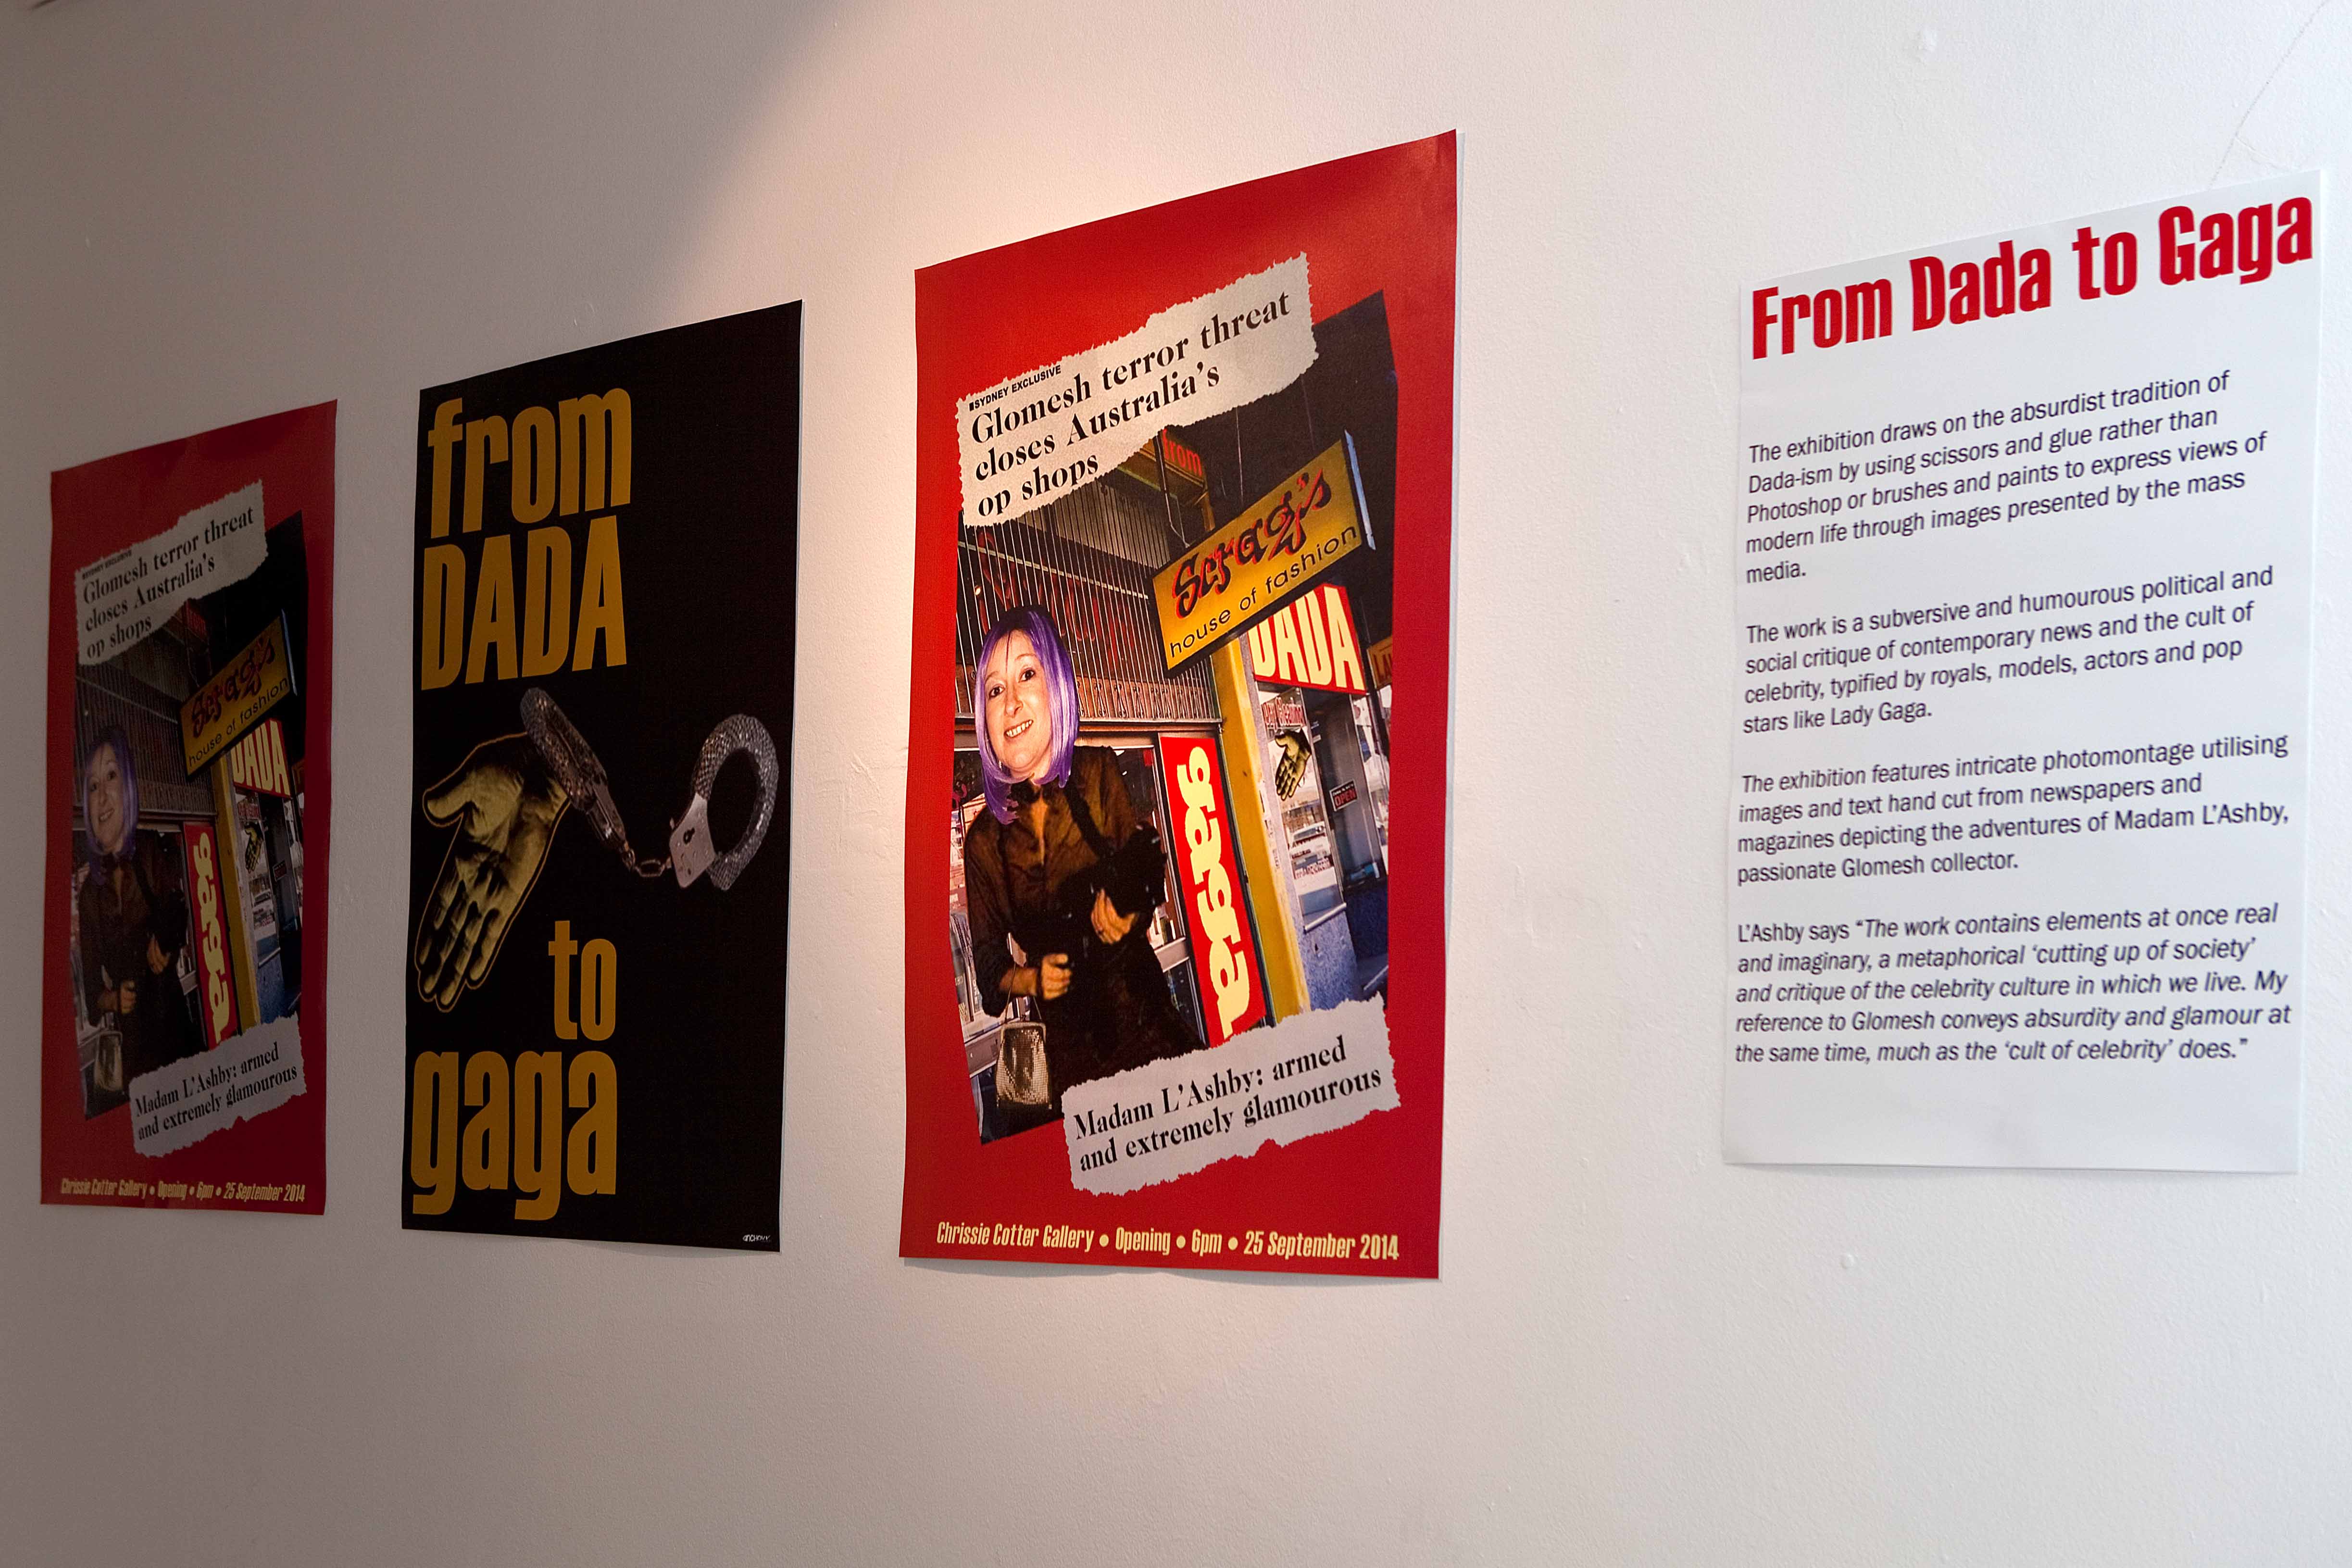 SYDNEY EXCLUSIVE
Glomesh terror threat
closes Australia's
op shops
Scrag's
house of fashion
DADA
gaga
Madam L'Ashby: armed
and extremely glamourous
Chrissie Cotter Gallery • Opening • 6pm • 25 September 2014
from
DADA
to
gaga
SYDNEY EXCLUSIVE
Glomesh terror threat
closes Australia's
op shops
from
Scrag's
house of fashion
DADA
gaga
OPEN
Madam L'Ashby: armed
and extremely glamourous
Chrissie Cotter Gallery • Opening • 6pm • 25 September 2014
From Dada to Gaga
The exhibition draws on the absurdist tradition of
Dada-ism by using scissors and glue rather than
Photoshop or brushes and paints to express views of
modern life through images presented by the mass
media.
The work is a subversive and humourous political and
social critique of contemporary news and the cult of
celebrity, typified by royals, models, actors and pop
stars like Lady Gaga.
The exhibition features intricate photomontage utilising
images and text hand cut from newspapers and
magazines depicting the adventures of Madam L'Ashby,
passionate Glomesh collector.
L'Ashby says “The work contains elements at once real
and imaginary, a metaphorical ‘cutting up of society’
and critique of the celebrity culture in which we live. My
reference to Glomesh conveys absurdity and glamour at
the same time, much as the ‘cult of celebrity’ does.”